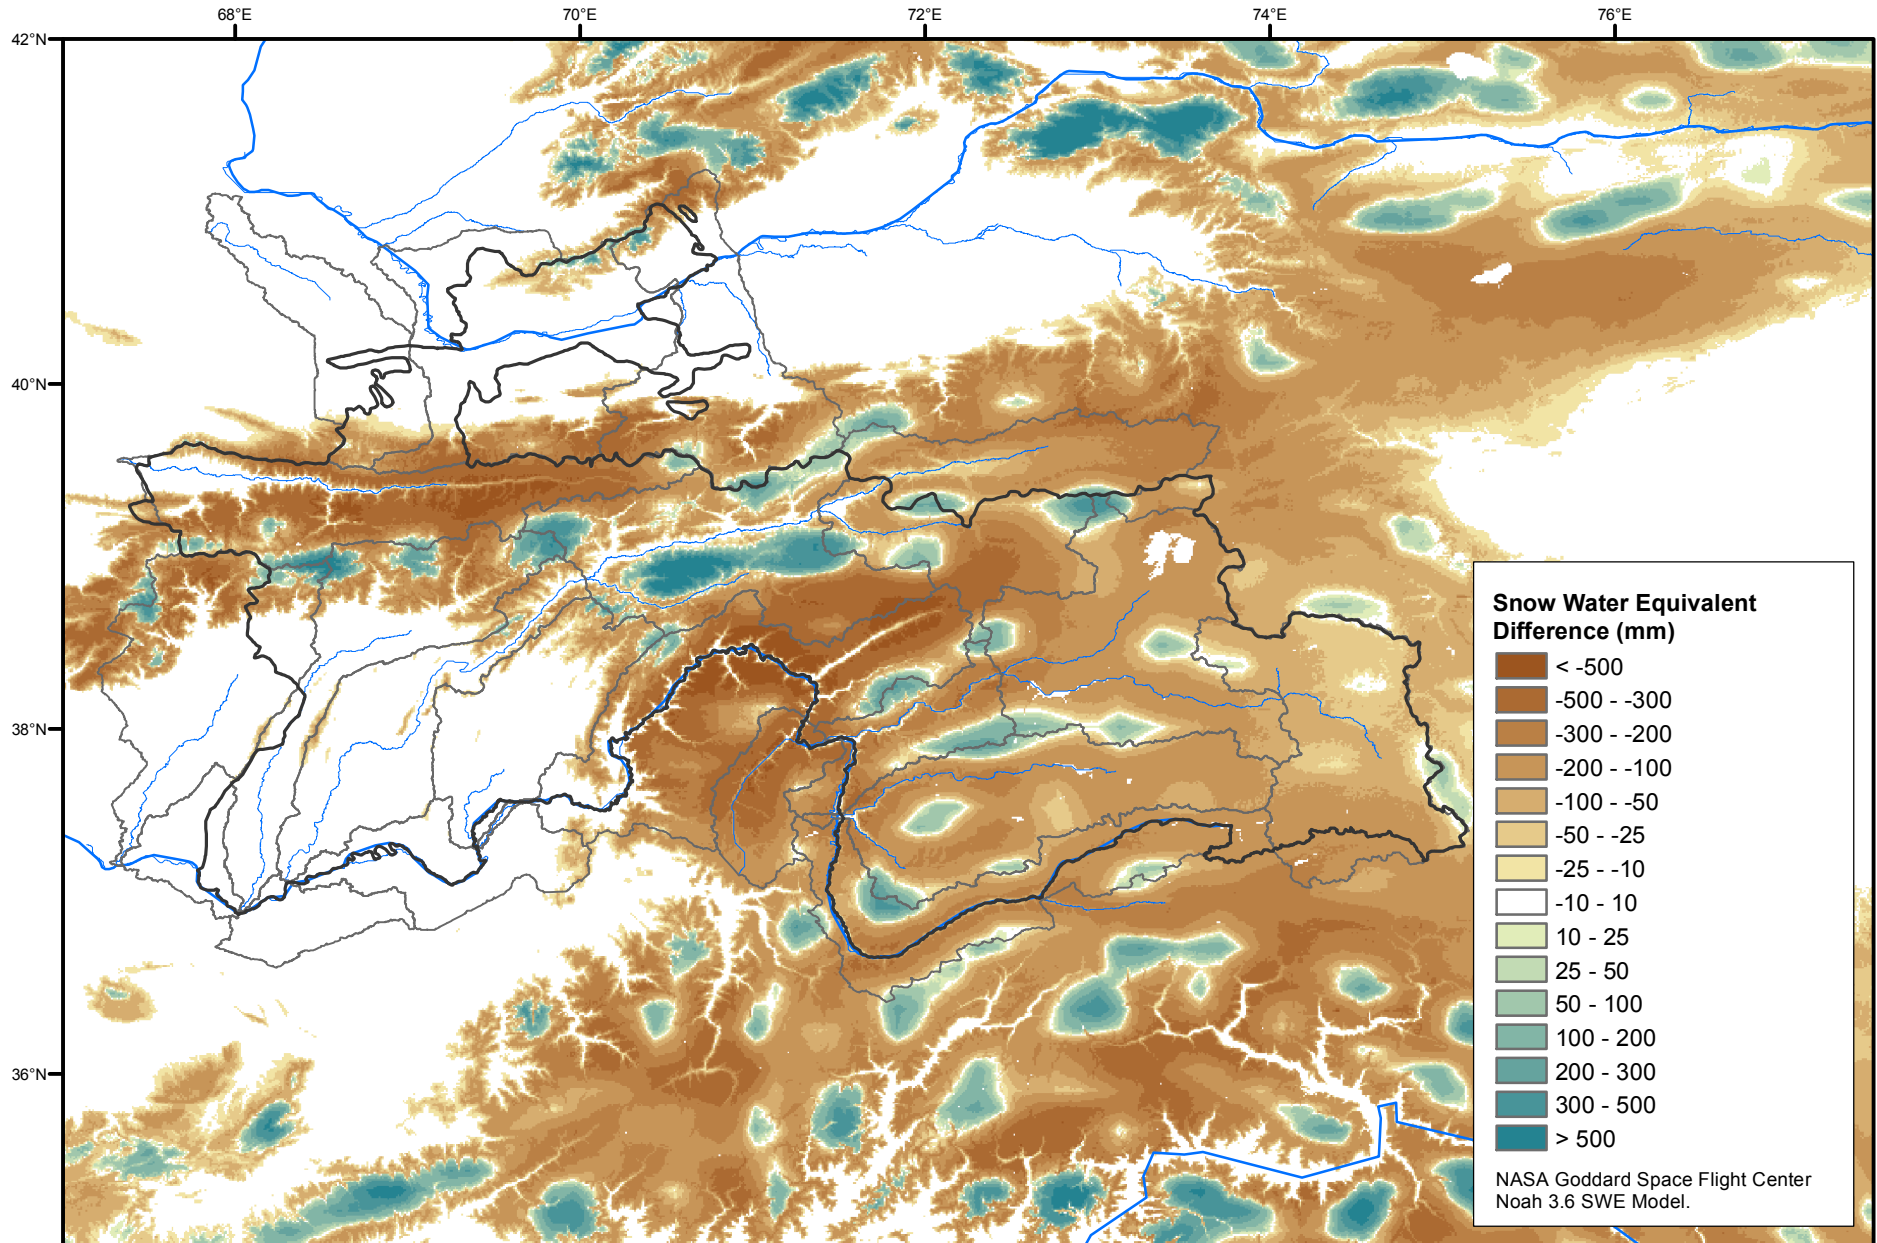 68°E 70°E 72°E 74°E 76°E
42°N
40°N
38°N
36°N
Snow Water Equivalent
Difference (mm)
< -500
-500 - -300
-300 - -200
-200 - -100
-100 - -50
-50 - -25
-25 - -10
-10 - 10
10 - 25
25 - 50
50 - 100
100 - 200
200 - 300
300 - 500
> 500
NASA Goddard Space Flight Center
Noah 3.6 SWE Model.